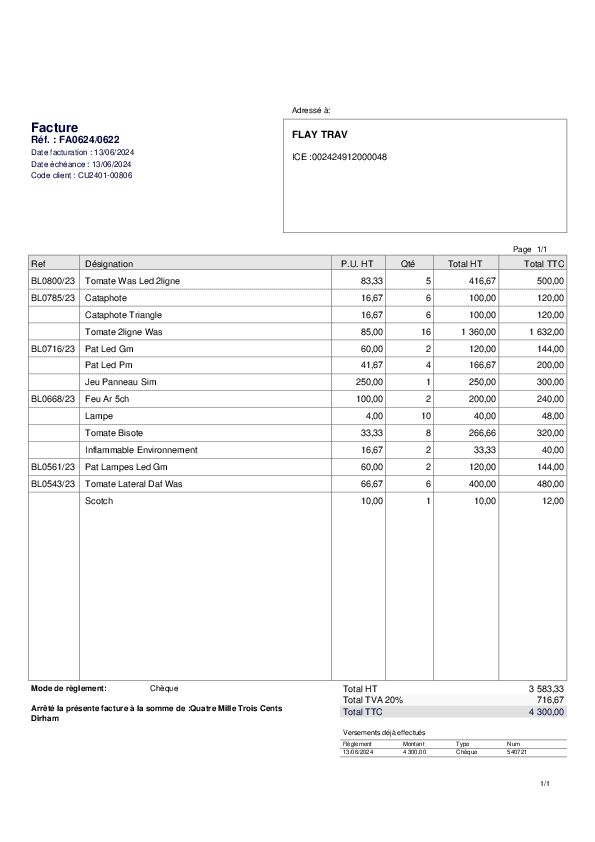 Adressé à:
Facture
Réf. : FA0624/0622
Date facturation : 13/06/2024
Date échéance : 13/06/2024
Code client : CU2401-00806
FLAY TRAV
ICE :002424912000048
Page 1/1
Ref Désignation P.U. HT Qté Total HT Total TTC
BL0800/23 Tomate Was Led 2ligne 83,33 5 416,67 500,00
BL0785/23 Cataphote 16,67 6 100,00 120,00
Cataphote Triangle 16,67 6 100,00 120,00
Tomate 2ligne Was 85,00 16 1 360,00 1 632,00
BL0716/23 Pat Led Gm 60,00 2 120,00 144,00
Pat Led Pm 41,67 4 166,67 200,00
Jeu Panneau Sim 250,00 1 250,00 300,00
BL0668/23 Feu Ar 5ch 100,00 2 200,00 240,00
Lampe 4,00 10 40,00 48,00
Tomate Bisote 33,33 8 266,66 320,00
Inflammable Environnement 16,67 2 33,33 40,00
BL0561/23 Pat Lampes Led Gm 60,00 2 120,00 144,00
BL0543/23 Tomate Lateral Daf Was 66,67 6 400,00 480,00
Scotch 10,00 1 10,00 12,00
Mode de règlement: Chèque
Arrêté la présente facture à la somme de :Quatre Mille Trois Cents
Dirham
Total HT 3 583,33
Total TVA 20% 716,67
Total TTC 4 300,00
Versements déjà effectués
Règlement Montant Type Num
13/06/2024 4 300,00 Chèque 540721
1/1